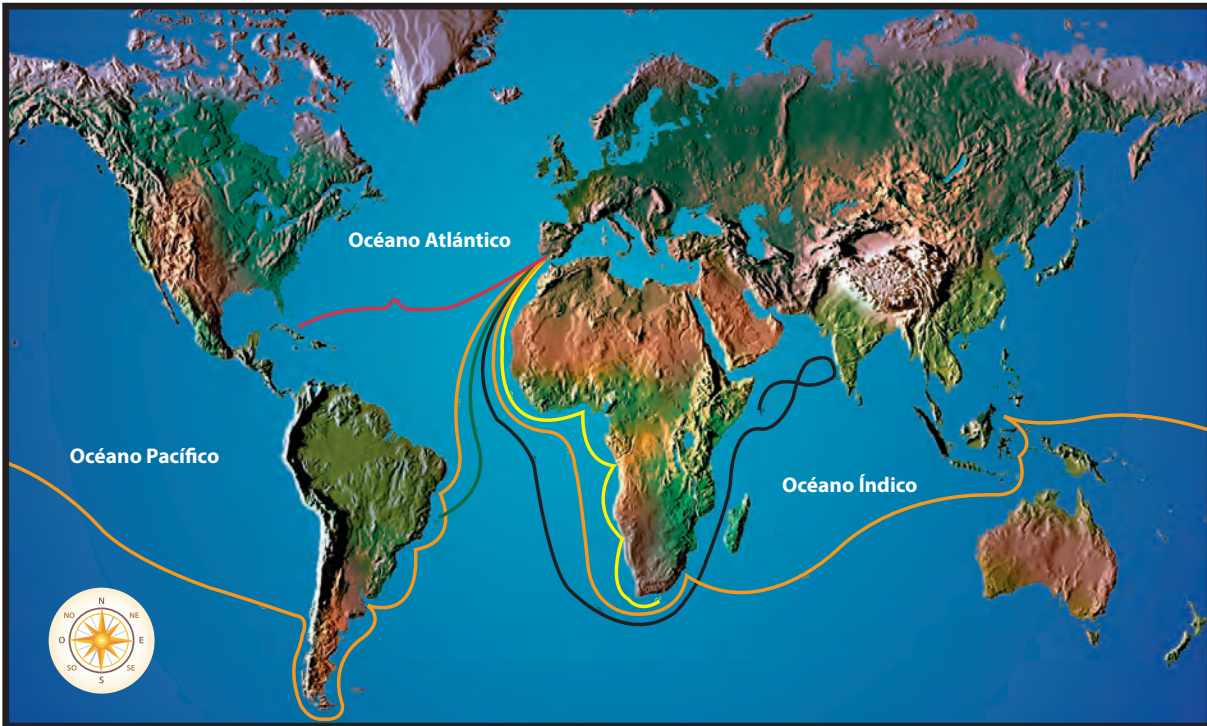 Océano Atlántico
Océano Pacífico
Océano Índico
N
NO
NE
O
E
SO
SE
S